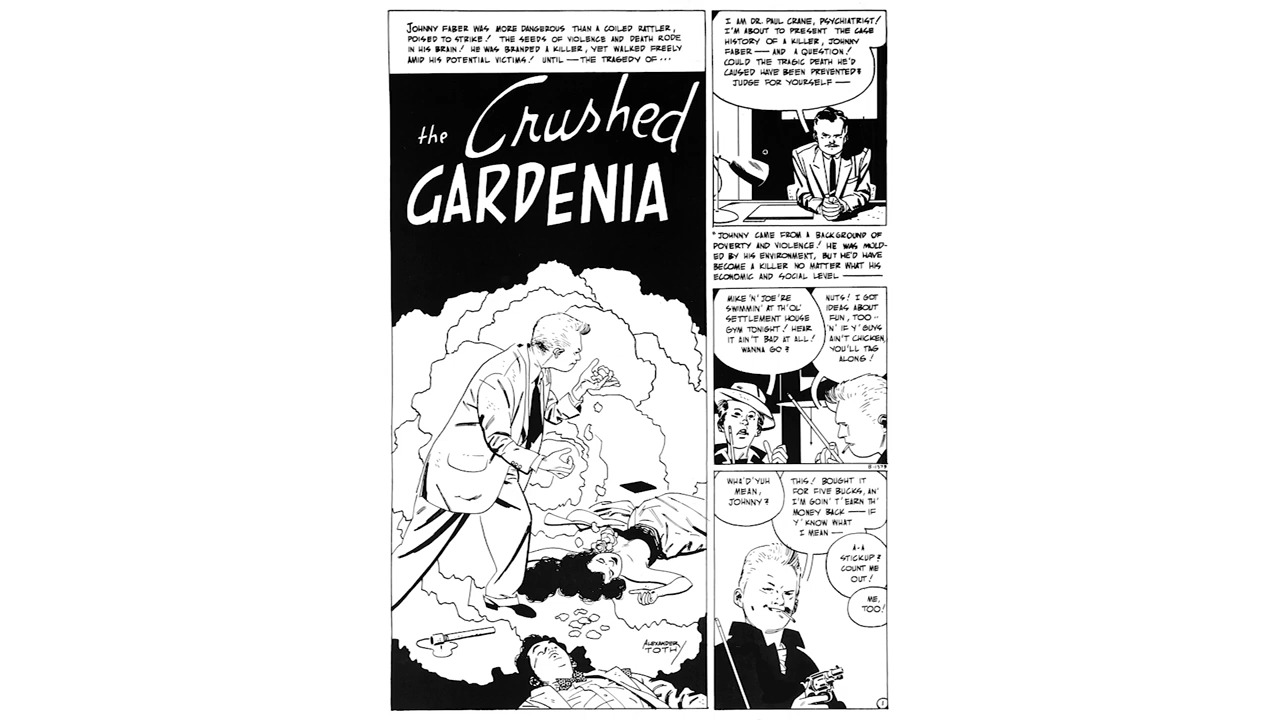 JOHNNY FABER WAS MORE DANGEROUS THAN A COILED RATTLER,
POISED TO STRIKE! THE SEEDS OF VIOLENCE AND DEATH RODE
IN HIS BRAIN! HE WAS BRANDED A KILLER, YET WALKED FREELY
AMID HIS POTENTIAL VICTIMS! UNTIL — THE TRAGEDY OF ...
the Crushed
GARDENIA
ALEXANDER
TOTH
I AM DR. PAUL CRANE, PSYCHIATRIST!
I'M ABOUT TO PRESENT THE CASE
HISTORY OF A KILLER, JOHNNY
FABER — AND A QUESTION!
COULD THE TRAGIC DEATH HE'D
CAUSED HAVE BEEN PREVENTED?
JUDGE FOR YOURSELF —
"JOHNNY CAME FROM A BACKGROUND OF
POVERTY AND VIOLENCE! HE WAS MOLD-
ED BY HIS ENVIRONMENT, BUT HE'D HAVE
BECOME A KILLER NO MATTER WHAT HIS
ECONOMIC AND SOCIAL LEVEL —
MIKE 'N' JOE'RE
SWIMMIN' AT TH' OL'
SETTLEMENT HOUSE
GYM TONIGHT! HEAR
IT AIN'T BAD AT ALL!
WANNA GO?
NUTS! I GOT
IDEAS ABOUT
FUN, TOO --
'N' IF Y' GUYS
AIN'T CHICKEN,
YOU'LL TAG
ALONG!
B-1573
WHA'D'YUH
MEAN,
JOHNNY?
THIS! BOUGHT IT
FOR FIVE BUCKS, AN'
I'M GOIN' T' EARN TH'
MONEY BACK — IF
Y' KNOW WHAT
I MEAN —
A-A
STICKUP?
COUNT ME
OUT!
ME,
TOO!
1